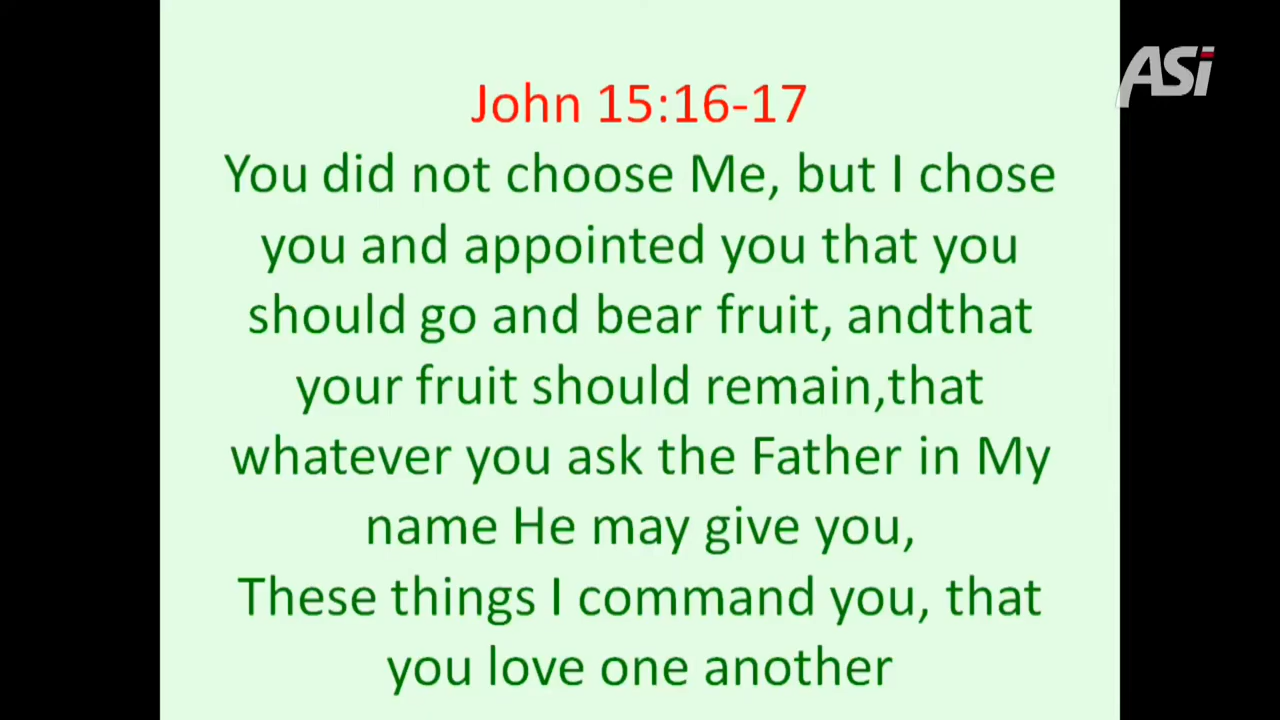 ASi
John 15:16-17
You did not choose Me, but I chose
you and appointed you that you
should go and bear fruit, andthat
your fruit should remain,that
whatever you ask the Father in My
name He may give you,
These things I command you, that
you love one another